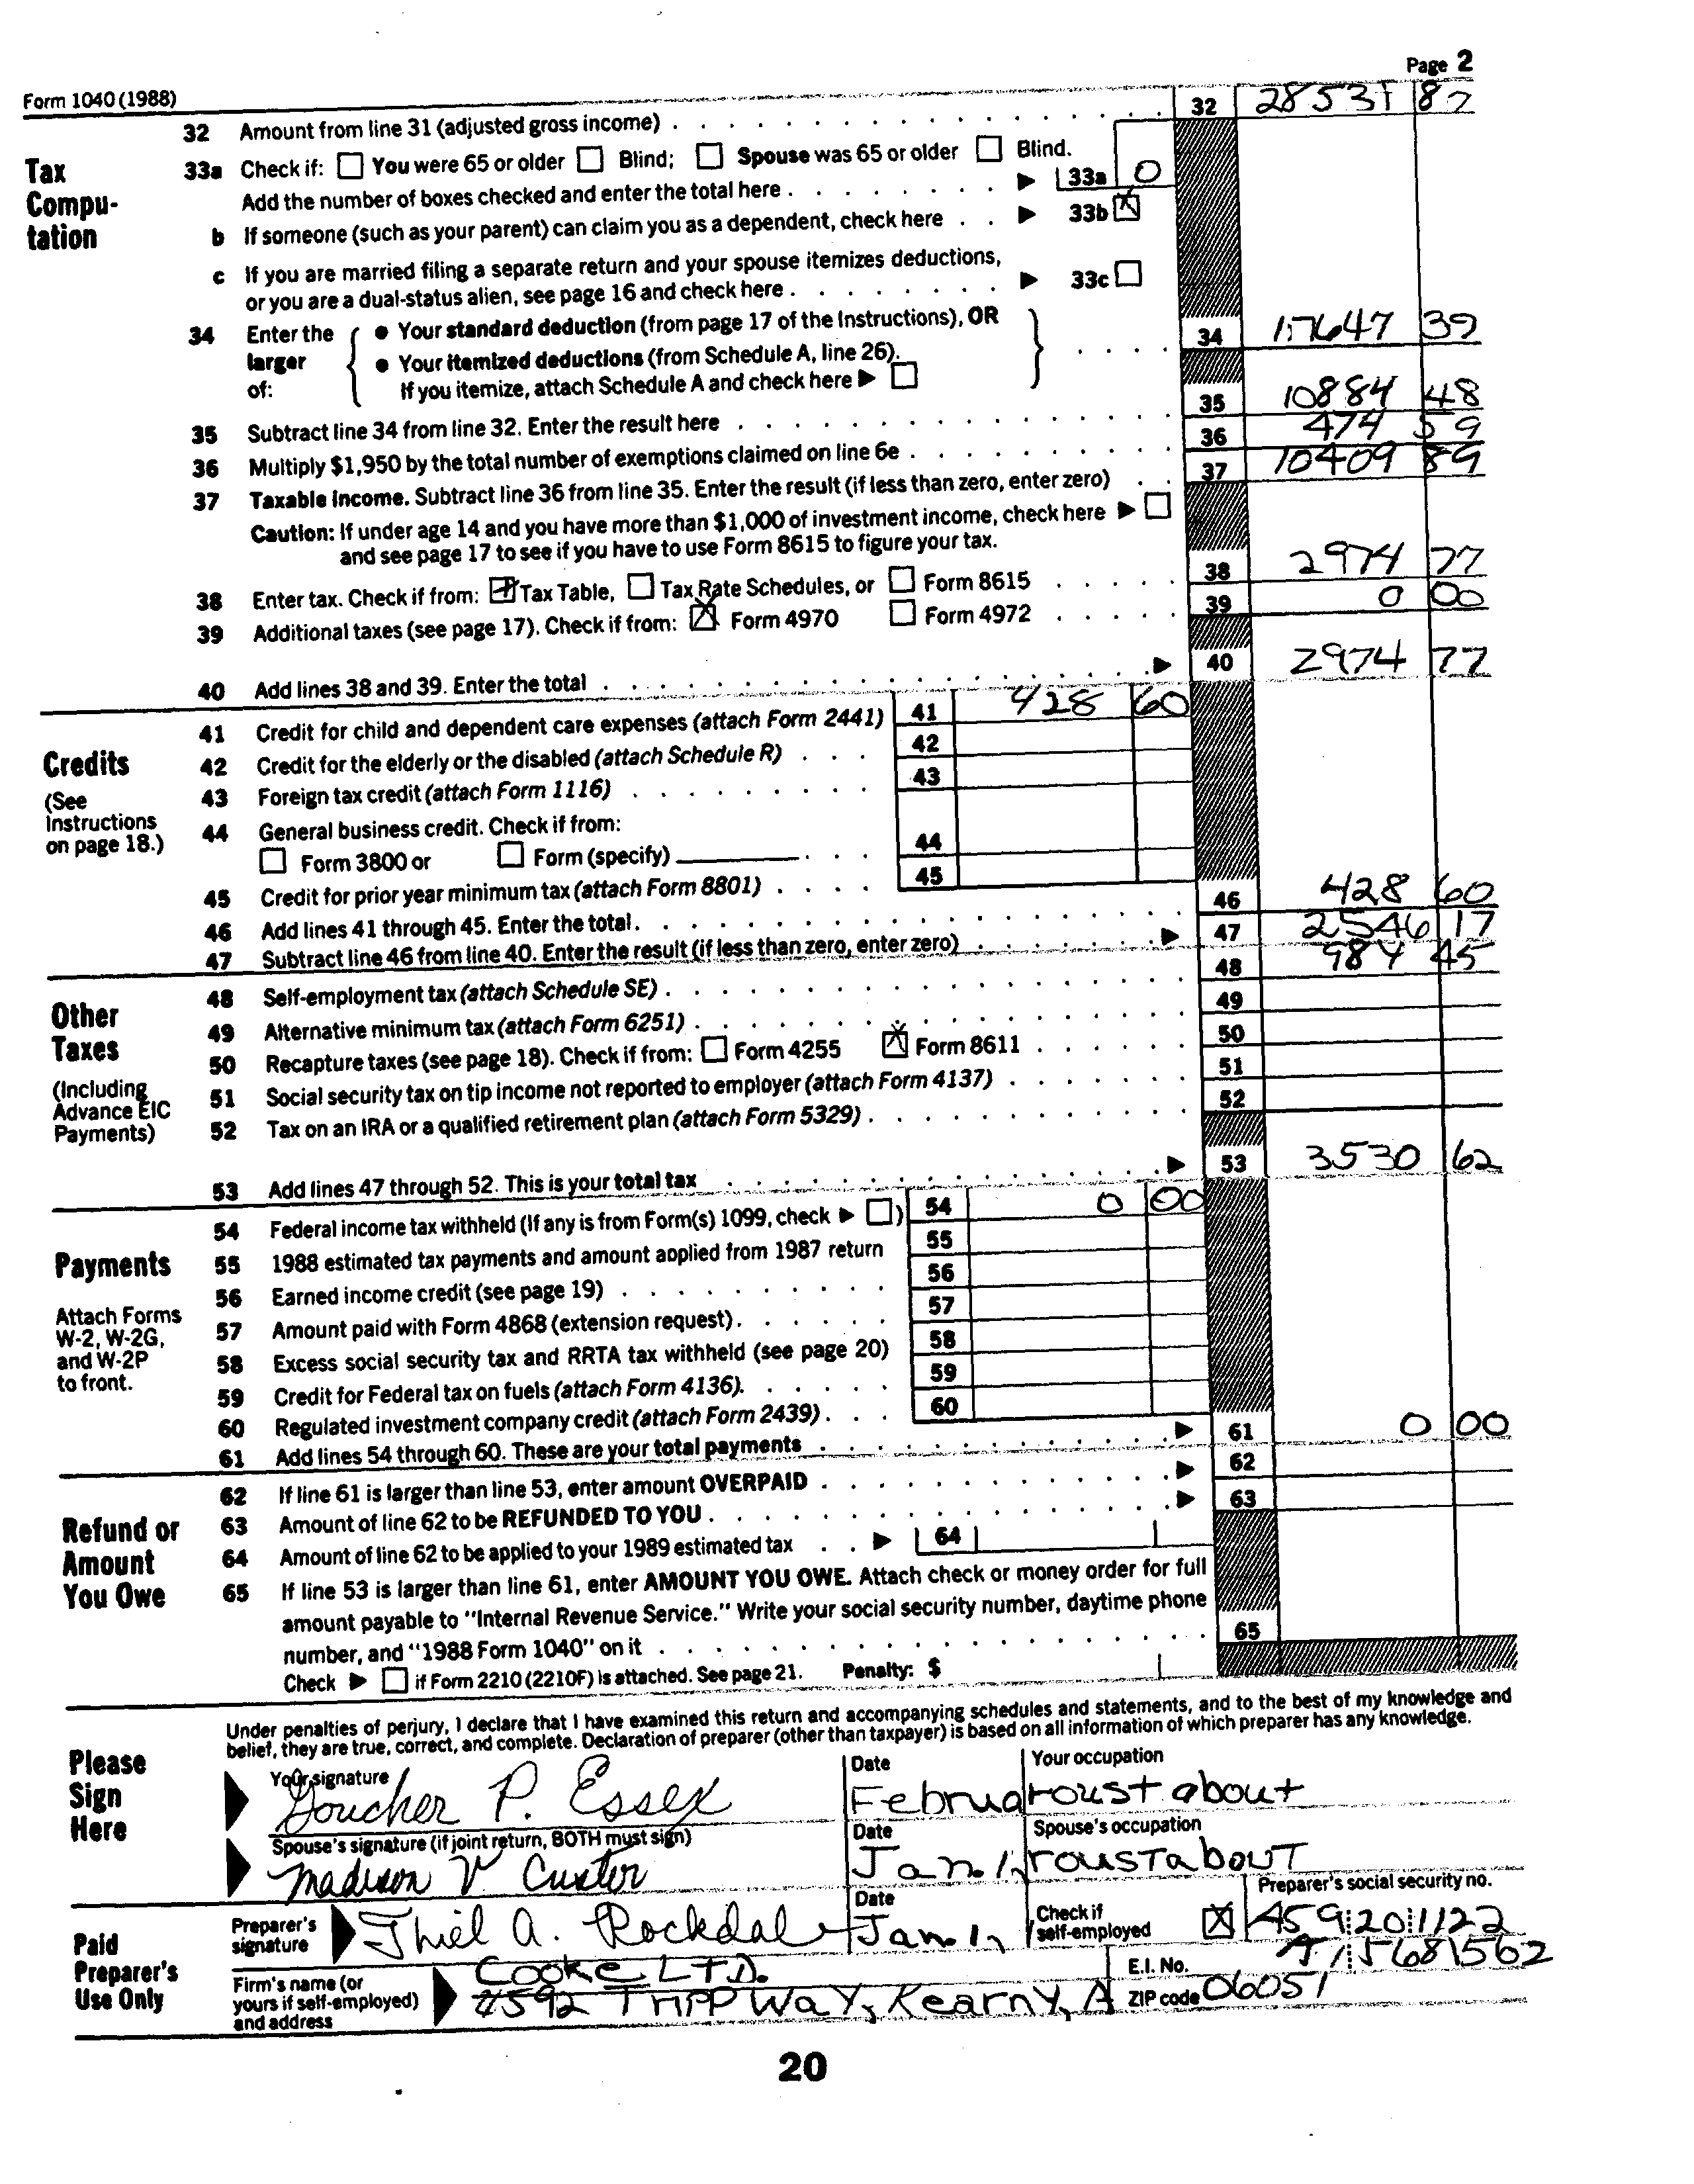 Page 2
Form 1040 (1988)
32 Amount from line 31 (adjusted gross income) 32 28531 87
Tax Compu-tation
33a Check if: You were 65 or older Blind; Spouse was 65 or older Blind.
Add the number of boxes checked and enter the total here 33a 0
b If someone (such as your parent) can claim you as a dependent, check here 33b X
c If you are married filing a separate return and your spouse itemizes deductions,
or you are a dual-status alien, see page 16 and check here 33c
34 Enter the larger of:
• Your standard deduction (from page 17 of the Instructions), OR
• Your itemized deductions (from Schedule A, line 26).
If you itemize, attach Schedule A and check here
34 17647 39
35 Subtract line 34 from line 32. Enter the result here 35 10884 48
36 Multiply $1,950 by the total number of exemptions claimed on line 6e 36 474 59
37 Taxable income. Subtract line 36 from line 35. Enter the result (if less than zero, enter zero) 37 10409 89
Caution: If under age 14 and you have more than $1,000 of investment income, check here
and see page 17 to see if you have to use Form 8615 to figure your tax.
38 Enter tax. Check if from: X Tax Table, Tax Rate Schedules, or Form 8615 38 2974 77
39 Additional taxes (see page 17). Check if from: X Form 4970 Form 4972 39 0 00
40 Add lines 38 and 39. Enter the total 40 2974 77
Credits
(See Instructions on page 18.)
41 Credit for child and dependent care expenses (attach Form 2441) 41 428 60
42 Credit for the elderly or the disabled (attach Schedule R) 42
43 Foreign tax credit (attach Form 1116) 43
44 General business credit. Check if from:
Form 3800 or Form (specify) 44
45 Credit for prior year minimum tax (attach Form 8801) 45
46 Add lines 41 through 45. Enter the total. 46 428 60
47 Subtract line 46 from line 40. Enter the result (if less than zero, enter zero) 47 2546 17
Other Taxes
(Including Advance EIC Payments)
48 Self-employment tax (attach Schedule SE) 48 984 45
49 Alternative minimum tax (attach Form 6251) 49
50 Recapture taxes (see page 18). Check if from: Form 4255 X Form 8611 50
51 Social security tax on tip income not reported to employer (attach Form 4137) 51
52 Tax on an IRA or a qualified retirement plan (attach Form 5329) 52
53 Add lines 47 through 52. This is your total tax 53 3530 62
Payments
Attach Forms W-2, W-2G, and W-2P to front.
54 Federal income tax withheld (If any is from Form(s) 1099, check ) 54 0 00
55 1988 estimated tax payments and amount applied from 1987 return 55
56 Earned income credit (see page 19) 56
57 Amount paid with Form 4868 (extension request) 57
58 Excess social security tax and RRTA tax withheld (see page 20) 58
59 Credit for Federal tax on fuels (attach Form 4136). 59
60 Regulated investment company credit (attach Form 2439) 60
61 Add lines 54 through 60. These are your total payments 61 0 00
Refund or Amount You Owe
62 If line 61 is larger than line 53, enter amount OVERPAID 62
63 Amount of line 62 to be REFUNDED TO YOU 63
64 Amount of line 62 to be applied to your 1989 estimated tax 64
65 If line 53 is larger than line 61, enter AMOUNT YOU OWE. Attach check or money order for full
amount payable to "Internal Revenue Service." Write your social security number, daytime phone
number, and "1988 Form 1040" on it 65
Check if Form 2210 (2210F) is attached. See page 21. Penalty: $
Please Sign Here
Under penalties of perjury, I declare that I have examined this return and accompanying schedules and statements, and to the best of my knowledge and
belief, they are true, correct, and complete. Declaration of preparer (other than taxpayer) is based on all information of which preparer has any knowledge.
Your signature Date Your occupation
P. Essex Februa roustabout
Spouse's signature (if joint return, BOTH must sign) Date Spouse's occupation
Madison V Custer Jan. 1, roustabout
Paid Preparer's Use Only
Preparer's signature Thiel A. Rockdale Date Jan. 1, Check if self-employed X Preparer's social security no. 459 20 1122
Firm's name (or yours if self-employed) and address Cooke LTD. E.I. No. 15681562
4592 Tripp Way, Kearny, A ZIP code 06051
20